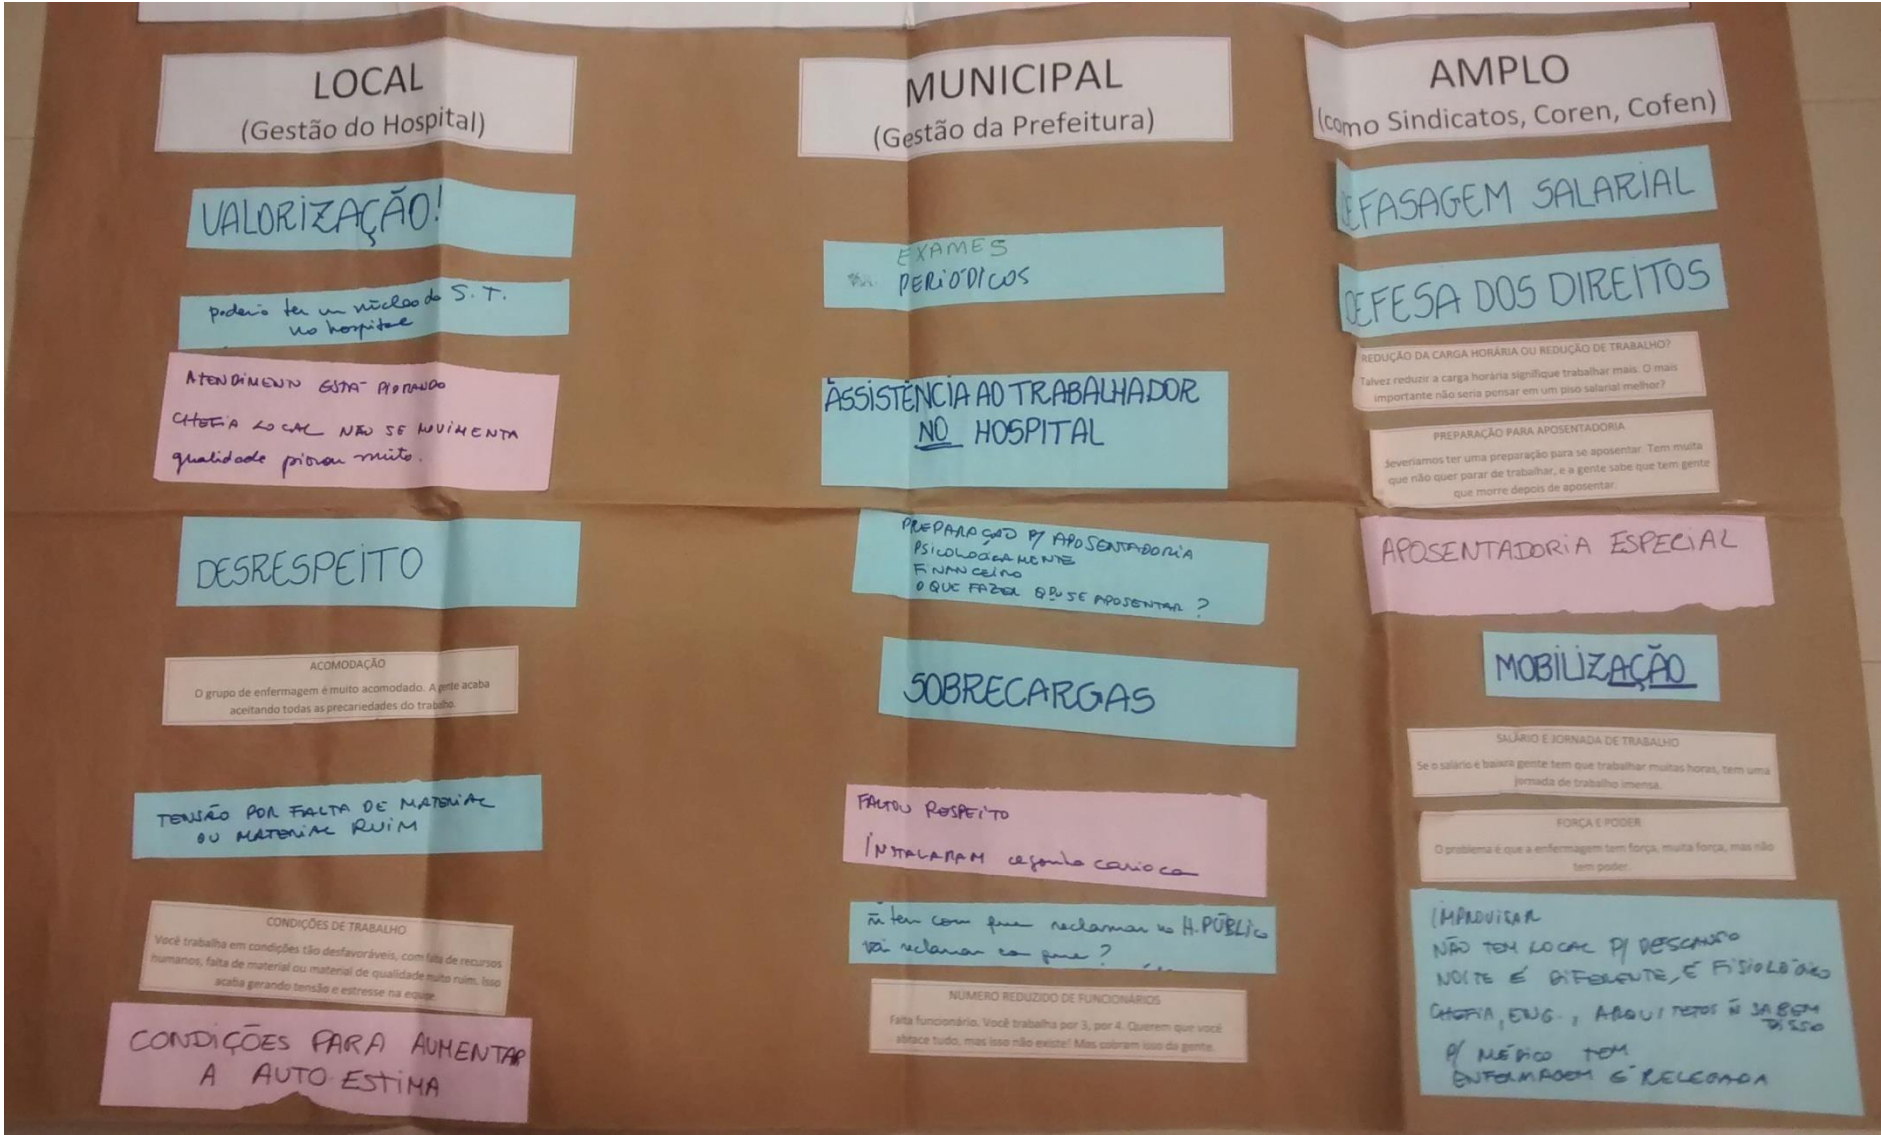 LOCAL
(Gestão do Hospital)
VALORIZAÇÃO!
poderia ter um núcleo de S. T.
no hospital
ATENDIMENTO ESTÁ PIORANDO
CHEFIA LOCAL NÃO SE MOVIMENTA
qualidade piorou muito.
DESRESPEITO
ACOMODAÇÃO
O grupo de enfermagem é muito acomodado. A gente acaba
aceitando todas as precariedades do trabalho.
TENSÃO POR FALTA DE MATERIAL
OU MATERIAL RUIM
CONDIÇÕES DE TRABALHO
Você trabalha em condições tão desfavoráveis, com falta de recursos
humanos, falta de material ou material de qualidade muito ruim. Isso
acaba gerando tensão e estresse na equipe.
CONDIÇÕES PARA AUMENTAR
A AUTO ESTIMA
MUNICIPAL
(Gestão da Prefeitura)
EXAMES
PERIÓDICOS
ASSISTÊNCIA AO TRABALHADOR
NO HOSPITAL
PREPARAÇÃO P/ APOSENTADORIA
PSICOLOGICAMENTE
FINANCEIRO
O QUE FAZER QDO SE APOSENTAR ?
SOBRECARGAS
FALTOU RESPEITO
INSTALARAM cegonha carioca
ñ tem com quem reclamar no H. PÚBLICO
vai reclamar com quem ?
NÚMERO REDUZIDO DE FUNCIONÁRIOS
Falta funcionário. Você trabalha por 3, por 4. Querem que você
abrace tudo, mas isso não existe! Mas cobram isso da gente.
AMPLO
(como Sindicatos, Coren, Cofen)
EFASAGEM SALARIAL
DEFESA DOS DIREITOS
REDUÇÃO DA CARGA HORÁRIA OU REDUÇÃO DE TRABALHO?
Talvez reduzir a carga horária signifique trabalhar mais. O mais
importante não seria pensar em um piso salarial melhor?
PREPARAÇÃO PARA APOSENTADORIA
deveríamos ter uma preparação para se aposentar. Tem muita
que não quer parar de trabalhar, e a gente sabe que tem gente
que morre depois de aposentar.
APOSENTADORIA ESPECIAL
MOBILIZAÇÃO
SALÁRIO E JORNADA DE TRABALHO
Se o salário é baixo a gente tem que trabalhar muitas horas, tem uma
jornada de trabalho imensa.
FORÇA E PODER
O problema é que a enfermagem tem força, muita força, mas não
tem poder.
IMPROVISAR
NÃO TEM LOCAL P/ DESCANSO
NOITE É DIFERENTE, É FISIOLÓGICO
CHEFIA, ENG., ARQUITETOS Ñ SABEM
DISSO
P/ MÉDICO TEM
ENFERMAGEM É RELEGADA